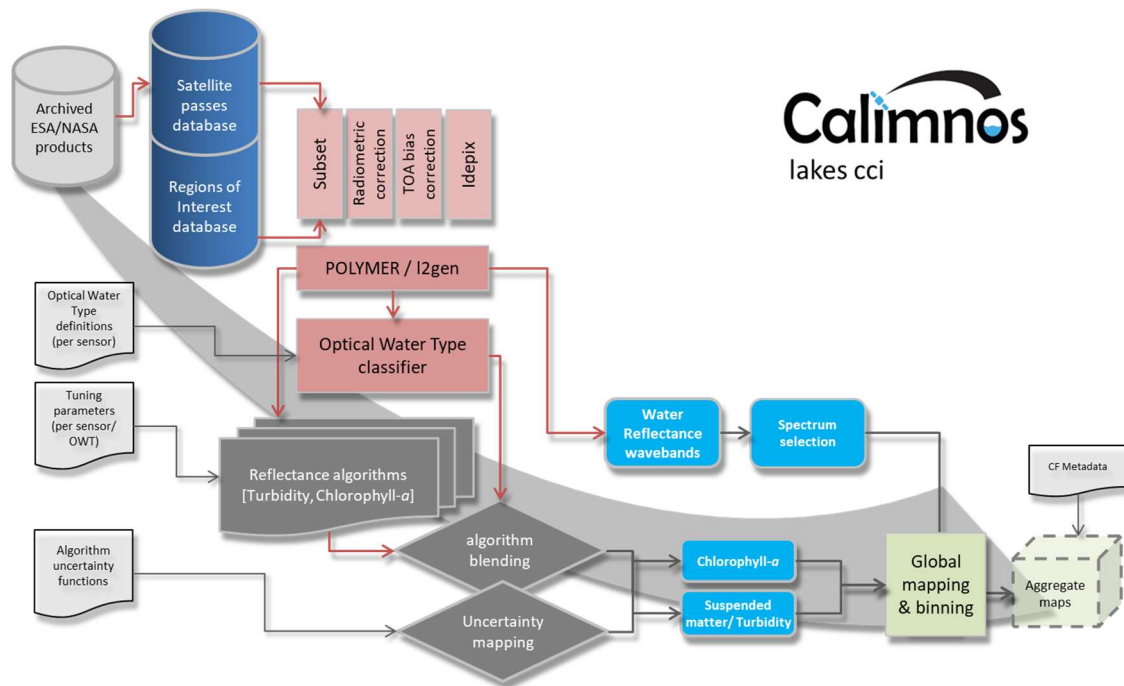 Archived
ESA/NASA
products
Satellite
passes
database
Regions of
Interest
database
Subset
Radiometric
correction
TOA bias
correction
Idepix
Calimnos
lakes cci
POLYMER / l2gen
Optical Water
Type
definitions
(per sensor)
Optical Water Type
classifier
Tuning
parameters
(per sensor/
OWT)
Reflectance algorithms
[Turbidity, Chlorophyll-a]
Water
Reflectance
wavebands
Spectrum
selection
CF Metadata
Algorithm
uncertainty
functions
algorithm
blending
Uncertainty
mapping
Chlorophyll-a
Suspended
matter/ Turbidity
Global
mapping
& binning
Aggregate
maps